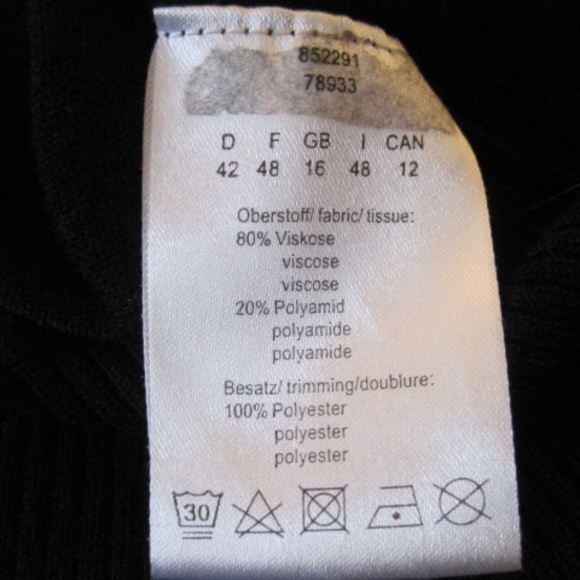 852291
78933
D F GB I CAN
42 48 16 48 12
Oberstoff/ fabric/ tissue:
80% Viskose
viscose
viscose
20% Polyamid
polyamide
polyamide
Besatz/ trimming/doublure:
100% Polyester
polyester
polyester
30